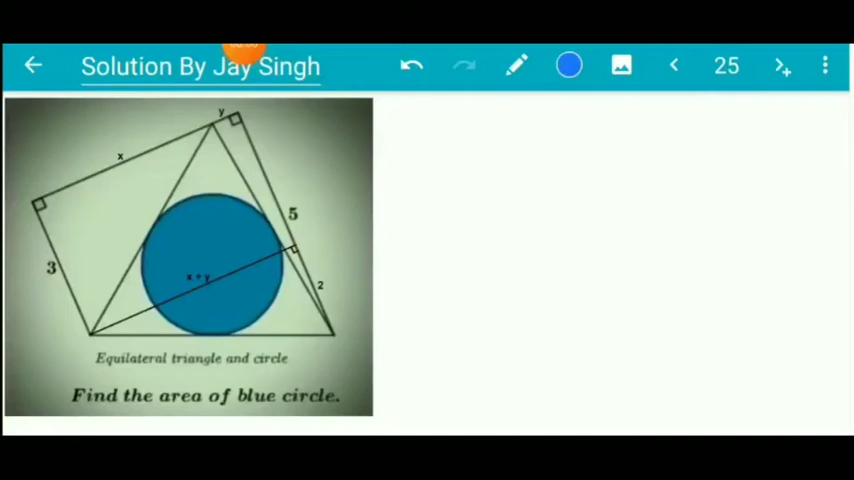 Solution By Jay Singh
25
y
x
5
3
x + y
2
Equilateral triangle and circle
Find the area of blue circle.